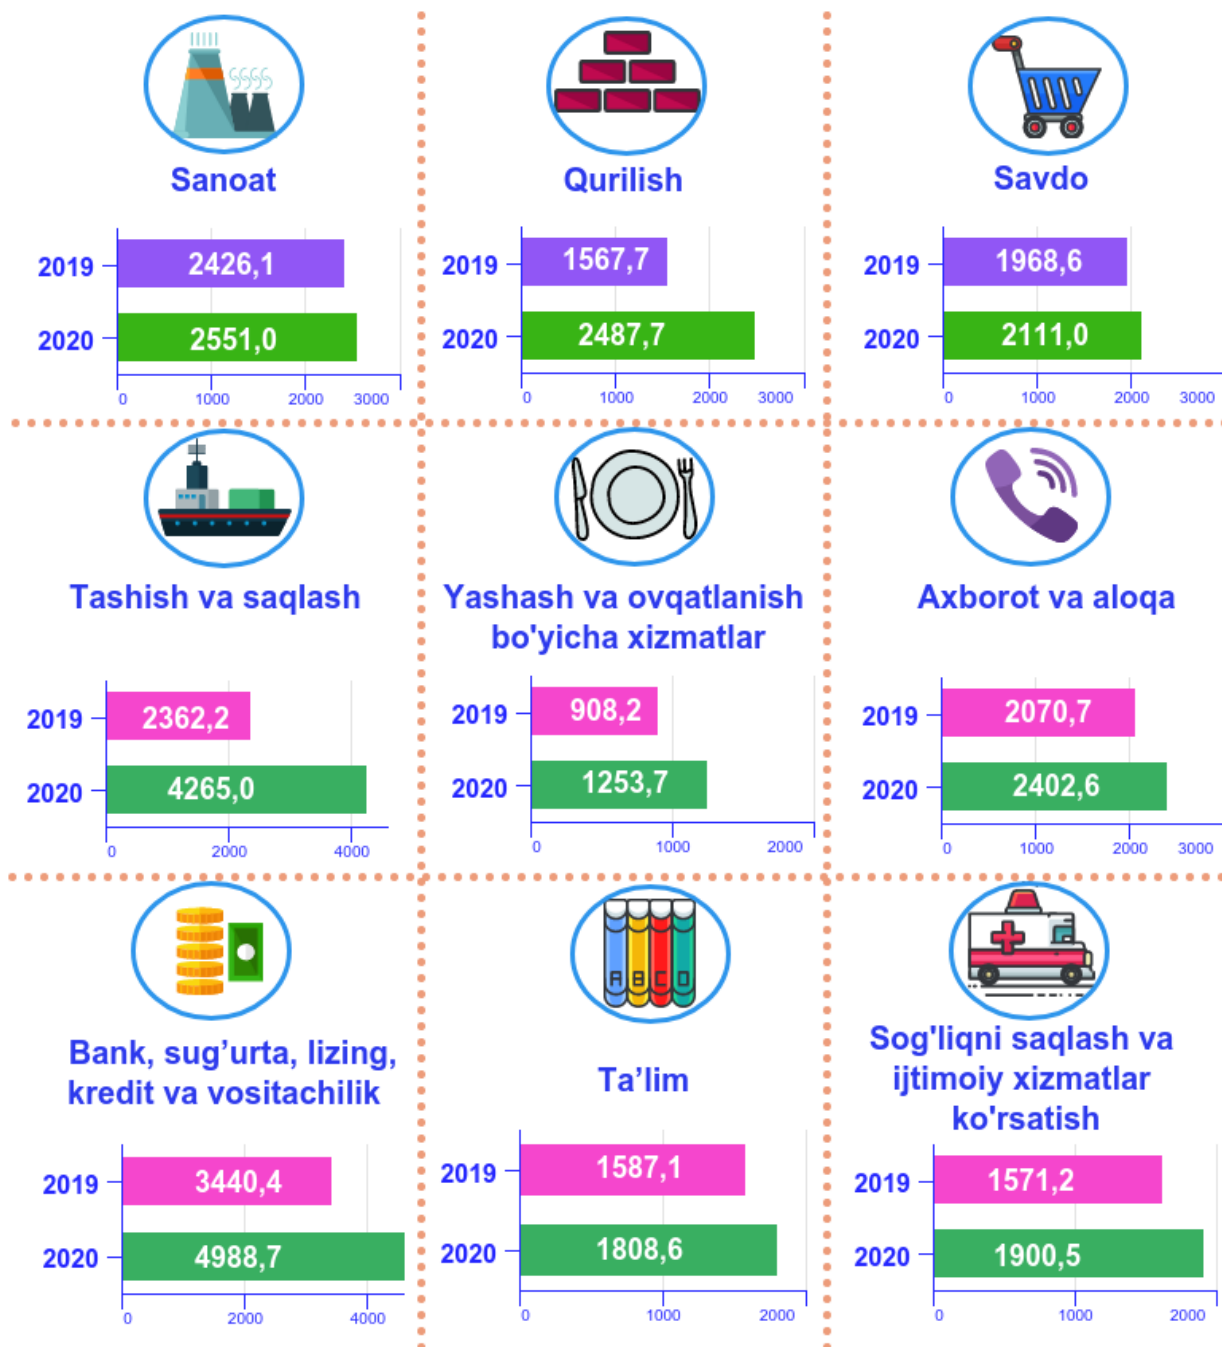 Sanoat
2019
2426,1
2020
2551,0
0 1000 2000 3000
Qurilish
2019
1567,7
2020
2487,7
0 1000 2000 3000
Savdo
2019
1968,6
2020
2111,0
0 1000 2000 3000
Tashish va saqlash
2019
2362,2
2020
4265,0
0 2000 4000
Yashash va ovqatlanish
bo'yicha xizmatlar
2019
908,2
2020
1253,7
0 1000 2000
Axborot va aloqa
2019
2070,7
2020
2402,6
0 1000 2000 3000
Bank, sug’urta, lizing,
kredit va vositachilik
2019
3440,4
2020
4988,7
0 2000 4000
A B C D
Ta’lim
2019
1587,1
2020
1808,6
0 1000 2000
Sog'liqni saqlash va
ijtimoiy xizmatlar
ko'rsatish
2019
1571,2
2020
1900,5
0 1000 2000